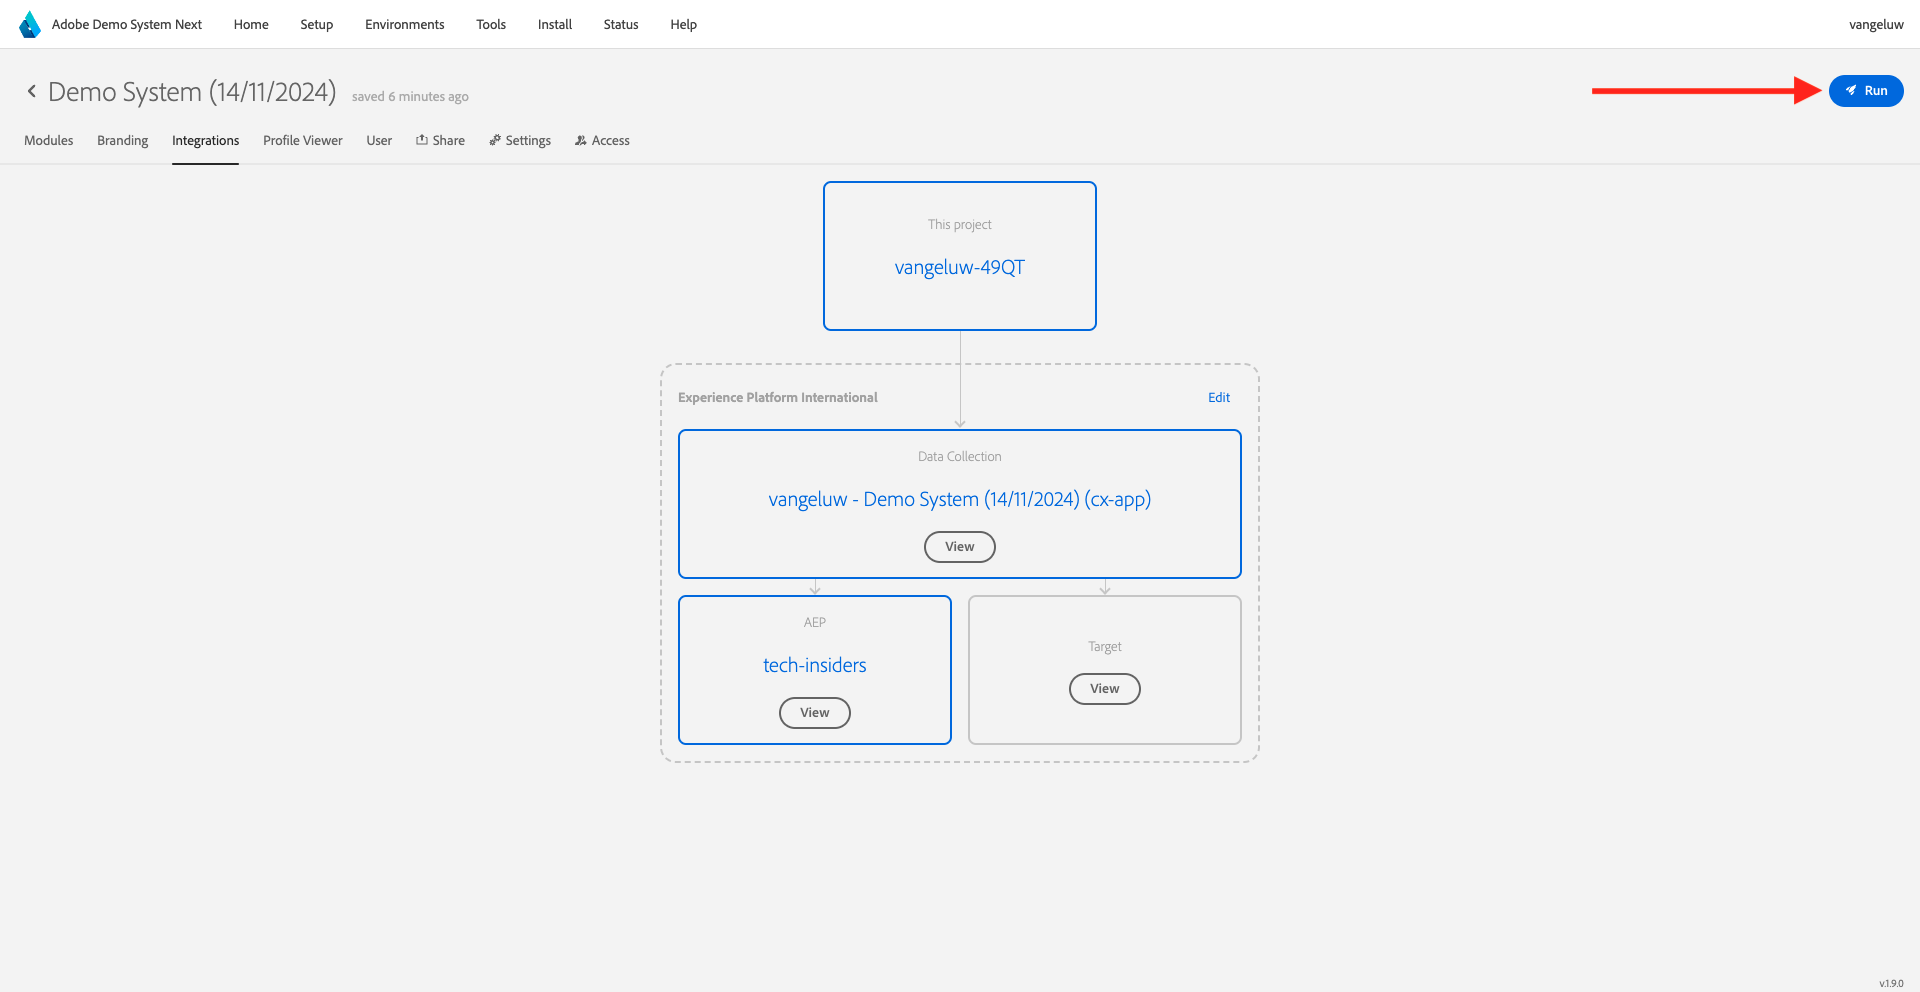 Adobe Demo System Next Home Setup Environments Tools Install Status Help vangeluw
Demo System (14/11/2024) saved 6 minutes ago Run
Modules Branding Integrations Profile Viewer User Share Settings Access
This project
vangeluw-49QT
Experience Platform International Edit
Data Collection
vangeluw - Demo System (14/11/2024) (cx-app)
View
AEP
tech-insiders
View
Target
View
v.1.9.0